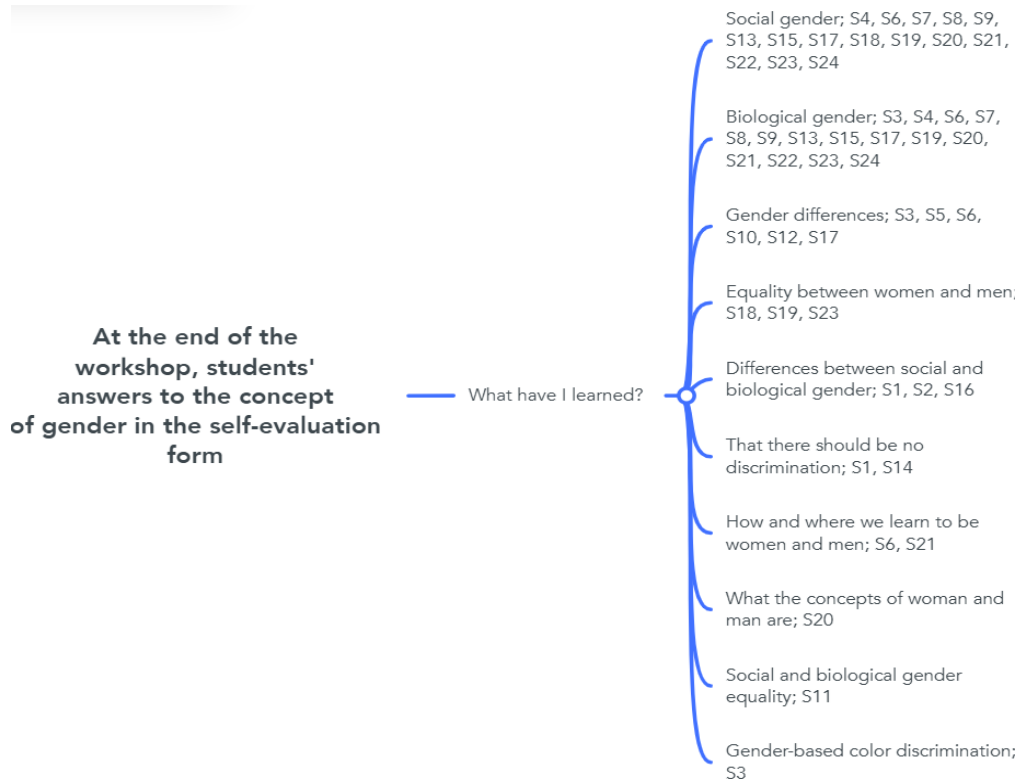 At the end of the
workshop, students'
answers to the concept
of gender in the self-evaluation
form
What have I learned?
Social gender; S4, S6, S7, S8, S9,
S13, S15, S17, S18, S19, S20, S21,
S22, S23, S24
Biological gender; S3, S4, S6, S7,
S8, S9, S13, S15, S17, S19, S20,
S21, S22, S23, S24
Gender differences; S3, S5, S6,
S10, S12, S17
Equality between women and men;
S18, S19, S23
Differences between social and
biological gender; S1, S2, S16
That there should be no
discrimination; S1, S14
How and where we learn to be
women and men; S6, S21
What the concepts of woman and
man are; S20
Social and biological gender
equality; S11
Gender-based color discrimination;
S3